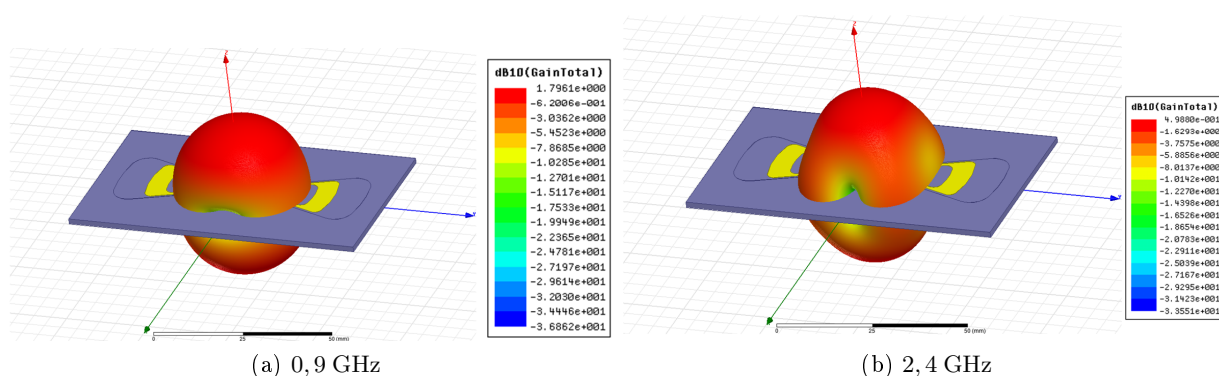 dB10(GainTotal)
1.7961e+000
-6.2006e-001
-3.0362e+000
-5.4523e+000
-7.8685e+000
-1.0285e+001
-1.2701e+001
-1.5117e+001
-1.7533e+001
-1.9949e+001
-2.2365e+001
-2.4781e+001
-2.7197e+001
-2.9614e+001
-3.2030e+001
-3.4446e+001
-3.6862e+001
0 25 50 (mm)
(a) 0,9 GHz
dB10(GainTotal)
4.9880e-001
-1.6293e+000
-3.7575e+000
-5.8856e+000
-8.0137e+000
-1.0142e+001
-1.2270e+001
-1.4398e+001
-1.6526e+001
-1.8654e+001
-2.0783e+001
-2.2911e+001
-2.5039e+001
-2.7167e+001
-2.9295e+001
-3.1423e+001
-3.3551e+001
0 25 50 (mm)
(b) 2,4 GHz